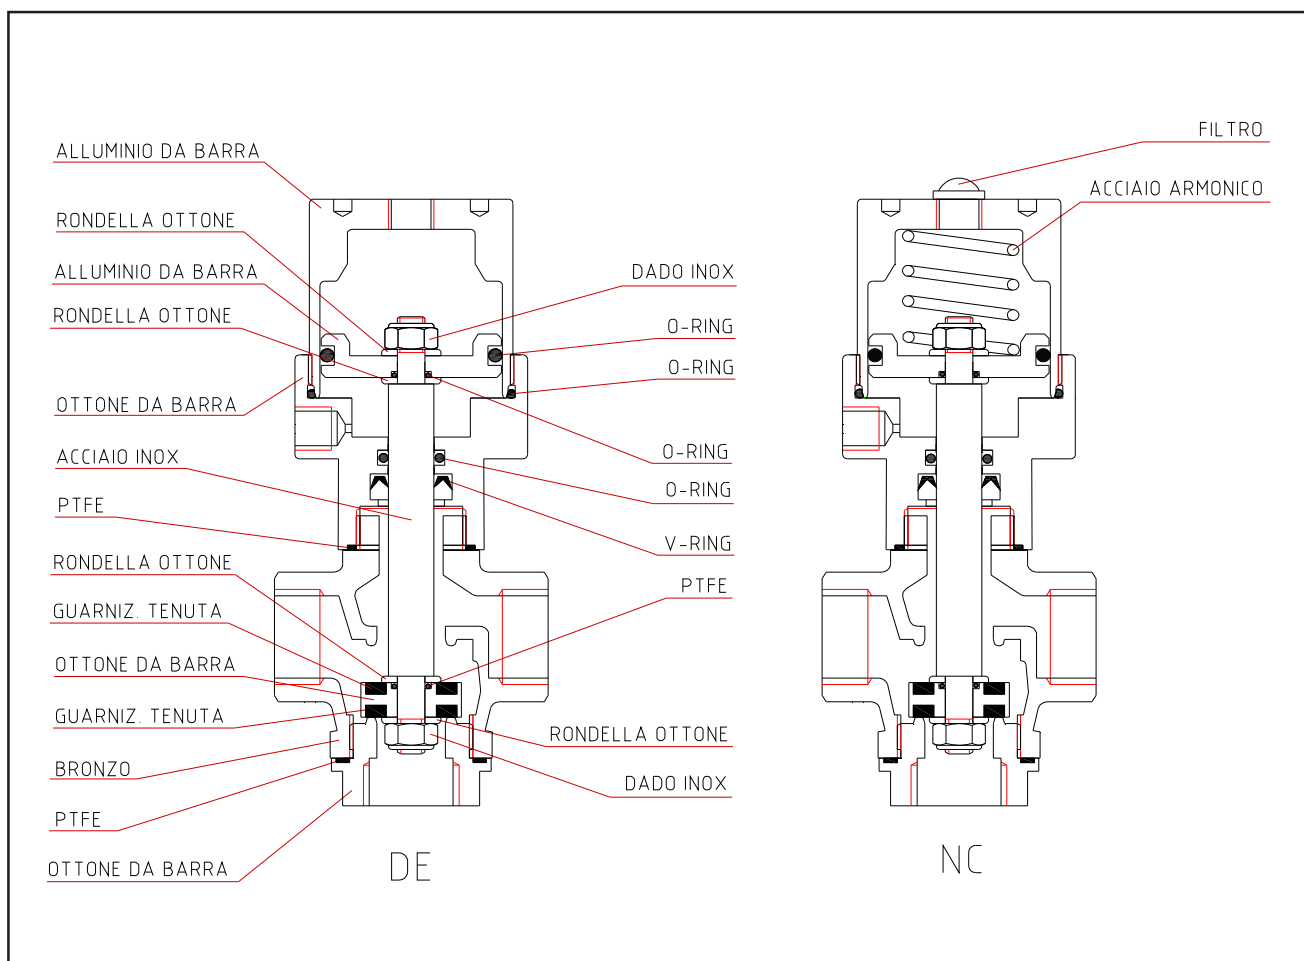 ALLUMINIO DA BARRA
RONDELLA OTTONE
ALLUMINIO DA BARRA
RONDELLA OTTONE
OTTONE DA BARRA
ACCIAIO INOX
PTFE
RONDELLA OTTONE
GUARNIZ. TENUTA
OTTONE DA BARRA
GUARNIZ. TENUTA
BRONZO
PTFE
OTTONE DA BARRA
DADO INOX
O-RING
O-RING
O-RING
O-RING
V-RING
PTFE
RONDELLA OTTONE
DADO INOX
DE
FILTRO
ACCIAIO ARMONICO
NC